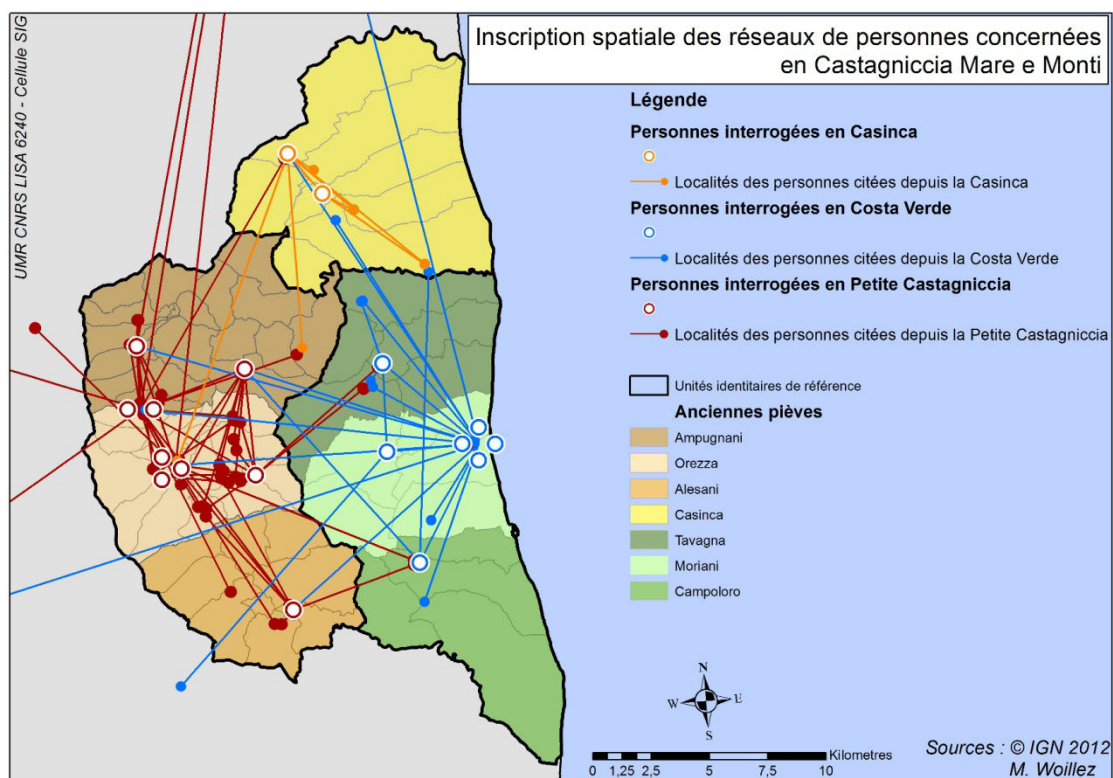 UMR CNRS LISA 6240 - Cellule SIG
Inscription spatiale des réseaux de personnes concernées
en Castagniccia Mare e Monti
Légende
Personnes interrogées en Casinca
Localités des personnes citées depuis la Casinca
Personnes interrogées en Costa Verde
Localités des personnes citées depuis la Costa Verde
Personnes interrogées en Petite Castagniccia
Localités des personnes citées depuis la Petite Castagniccia
Unités identitaires de référence
Anciennes pièves
Ampugnani
Orezza
Alesani
Casinca
Tavagna
Moriani
Campoloro
N
W E
S
Kilometres
0 1,25 2,5 5 7,5 10
Sources : © IGN 2012
M. Woillez